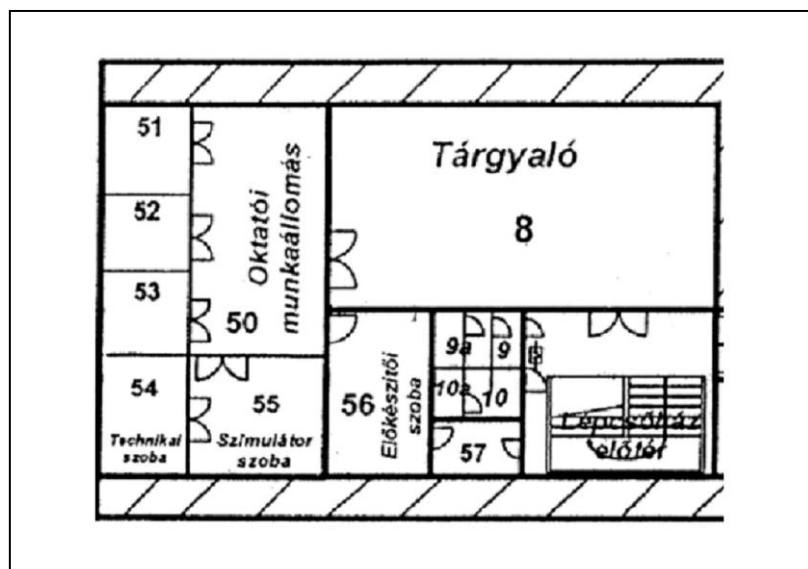 51
52
53
54
Technikai
szoba
50
Oktatói
munkaállomás
55
Szimulátor
szoba
Tárgyaló
8
56
Előkészítői
szoba
9a
9
10a
10
57
Lépcsőház
előtér